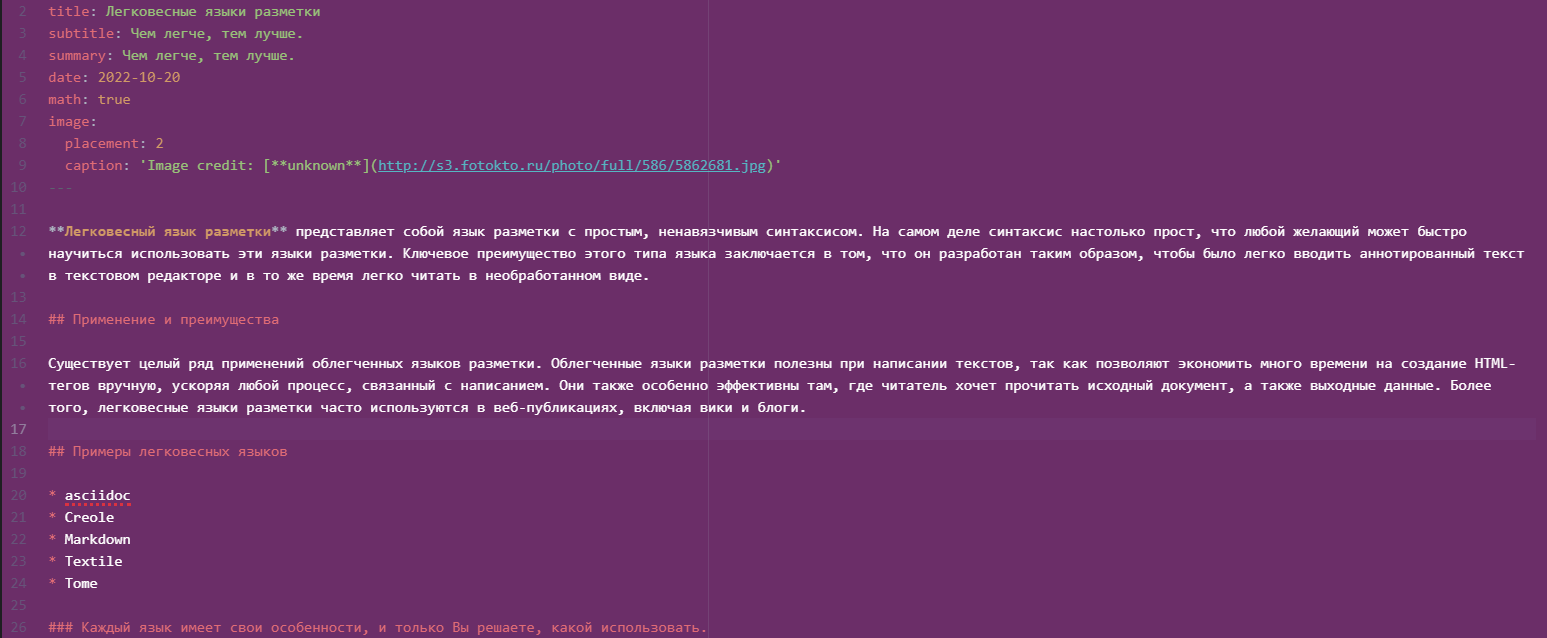 2 title: Легковесные языки разметки
3 subtitle: Чем легче, тем лучше.
4 summary: Чем легче, тем лучше.
5 date: 2022-10-20
6 math: true
7 image:
8 placement: 2
9 caption: 'Image credit: [**unknown**](http://s3.fotokto.ru/photo/full/586/5862681.jpg)'
10 ---
11
12 **Легковесный язык разметки** представляет собой язык разметки с простым, ненавязчивым синтаксисом. На самом деле синтаксис настолько прост, что любой желающий может быстро
• научиться использовать эти языки разметки. Ключевое преимущество этого типа языка заключается в том, что он разработан таким образом, чтобы было легко вводить аннотированный текст
• в текстовом редакторе и в то же время легко читать в необработанном виде.
13
14 ## Применение и преимущества
15
16 Существует целый ряд применений облегченных языков разметки. Облегченные языки разметки полезны при написании текстов, так как позволяют экономить много времени на создание HTML-
• тегов вручную, ускоряя любой процесс, связанный с написанием. Они также особенно эффективны там, где читатель хочет прочитать исходный документ, а также выходные данные. Более
• того, легковесные языки разметки часто используются в веб-публикациях, включая вики и блоги.
17
18 ## Примеры легковесных языков
19
20 * asciidoc
21 * Creole
22 * Markdown
23 * Textile
24 * Tome
25
26 ### Каждый язык имеет свои особенности, и только Вы решаете, какой использовать.